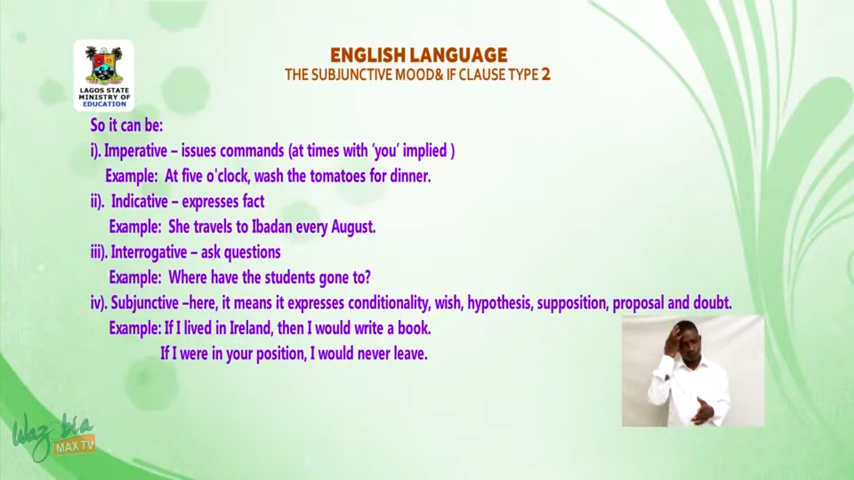 ENGLISH LANGUAGE
THE SUBJUNCTIVE MOOD& IF CLAUSE TYPE 2
LAGOS STATE
MINISTRY OF
EDUCATION
So it can be:
i). Imperative – issues commands (at times with ‘you’ implied )
Example: At five o'clock, wash the tomatoes for dinner.
ii). Indicative – expresses fact
Example: She travels to Ibadan every August.
iii). Interrogative – ask questions
Example: Where have the students gone to?
iv). Subjunctive –here, it means it expresses conditionality, wish, hypothesis, supposition, proposal and doubt.
Example: If I lived in Ireland, then I would write a book.
If I were in your position, I would never leave.
Wazobia
MAX TV